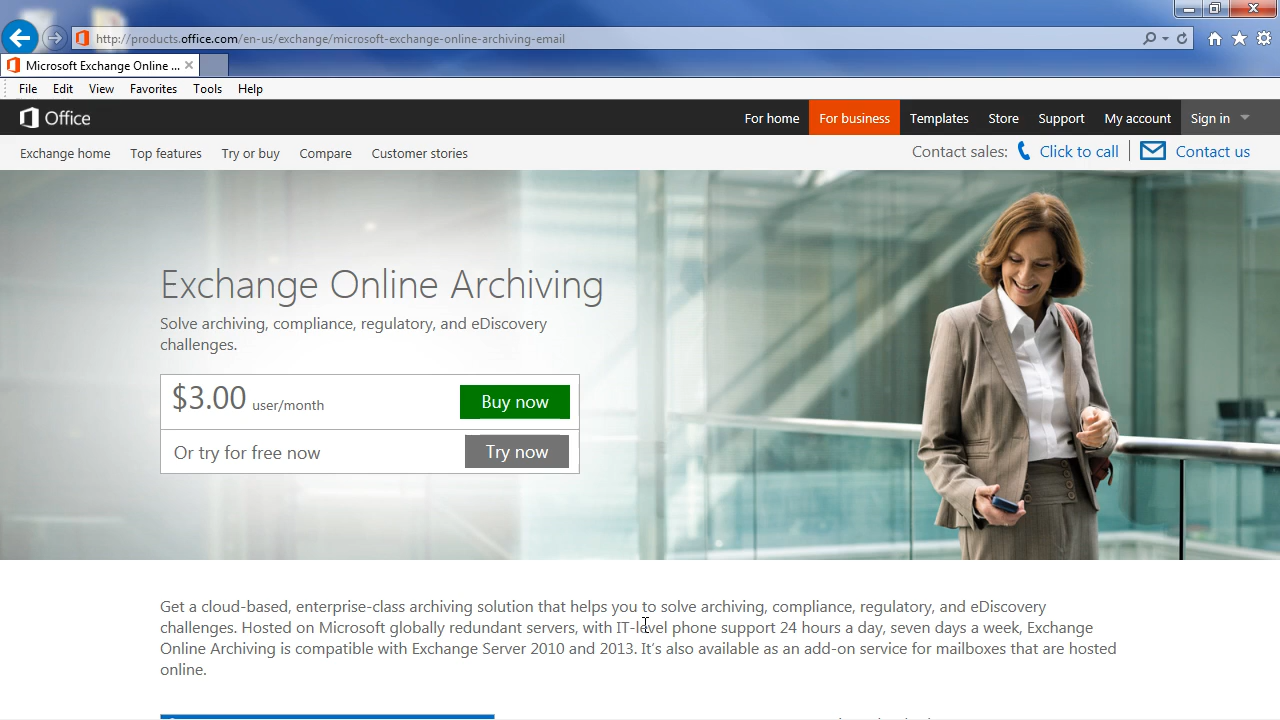 http://products.office.com/en-us/exchange/microsoft-exchange-online-archiving-email
Microsoft Exchange Online ...
File Edit View Favorites Tools Help
Office
For home For business Templates Store Support My account Sign in
Exchange home Top features Try or buy Compare Customer stories
Contact sales: Click to call Contact us
Exchange Online Archiving
Solve archiving, compliance, regulatory, and eDiscovery
challenges.
$3.00 user/month Buy now
Or try for free now Try now
Get a cloud-based, enterprise-class archiving solution that helps you to solve archiving, compliance, regulatory, and eDiscovery
challenges. Hosted on Microsoft globally redundant servers, with IT-level phone support 24 hours a day, seven days a week, Exchange
Online Archiving is compatible with Exchange Server 2010 and 2013. It's also available as an add-on service for mailboxes that are hosted
online.